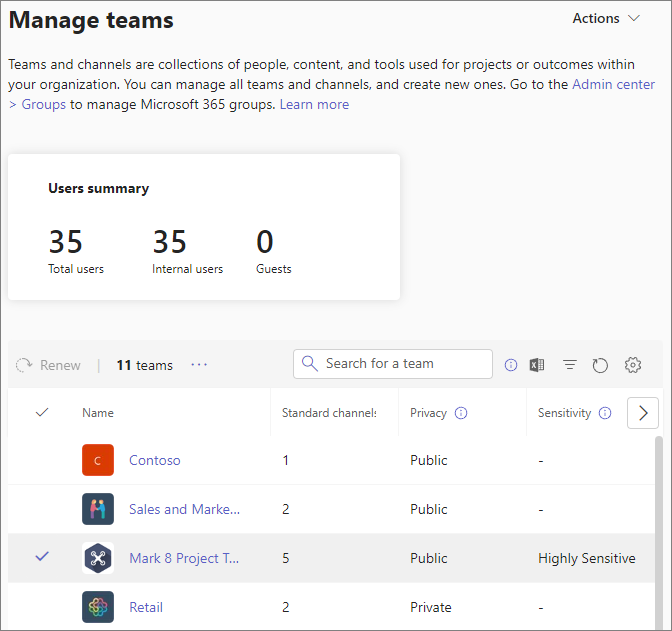 Manage teams
Actions
Teams and channels are collections of people, content, and tools used for projects or outcomes within
your organization. You can manage all teams and channels, and create new ones. Go to the Admin center
> Groups to manage Microsoft 365 groups. Learn more
Users summary
35 35 0
Total users Internal users Guests
Renew | 11 teams ... Search for a team
Name Standard channels Privacy Sensitivity
C Contoso 1 Public -
Sales and Marke... 2 Public -
Mark 8 Project T... 5 Public Highly Sensitive
Retail 2 Private -